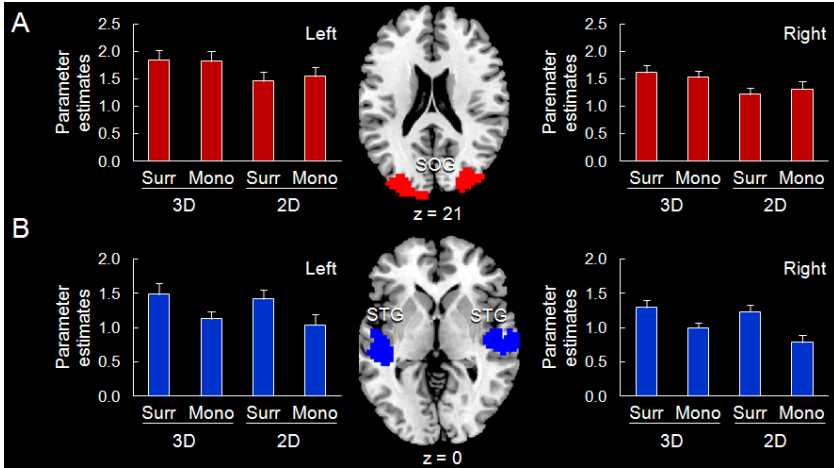 A
Parameter
estimates
2.5
2.0
1.5
1.0
0.5
0.0
Left
Surr Mono Surr Mono
3D 2D
SOG
z = 21
Paremater
estimates
2.5
2.0
1.5
1.0
0.5
0.0
Right
Surr Mono Surr Mono
3D 2D
B
Parameter
estimates
2.0
1.5
1.0
0.5
0.0
Left
Surr Mono Surr Mono
3D 2D
STG STG
z = 0
Parameter
estimates
2.0
1.5
1.0
0.5
0.0
Right
Surr Mono Surr Mono
3D 2D